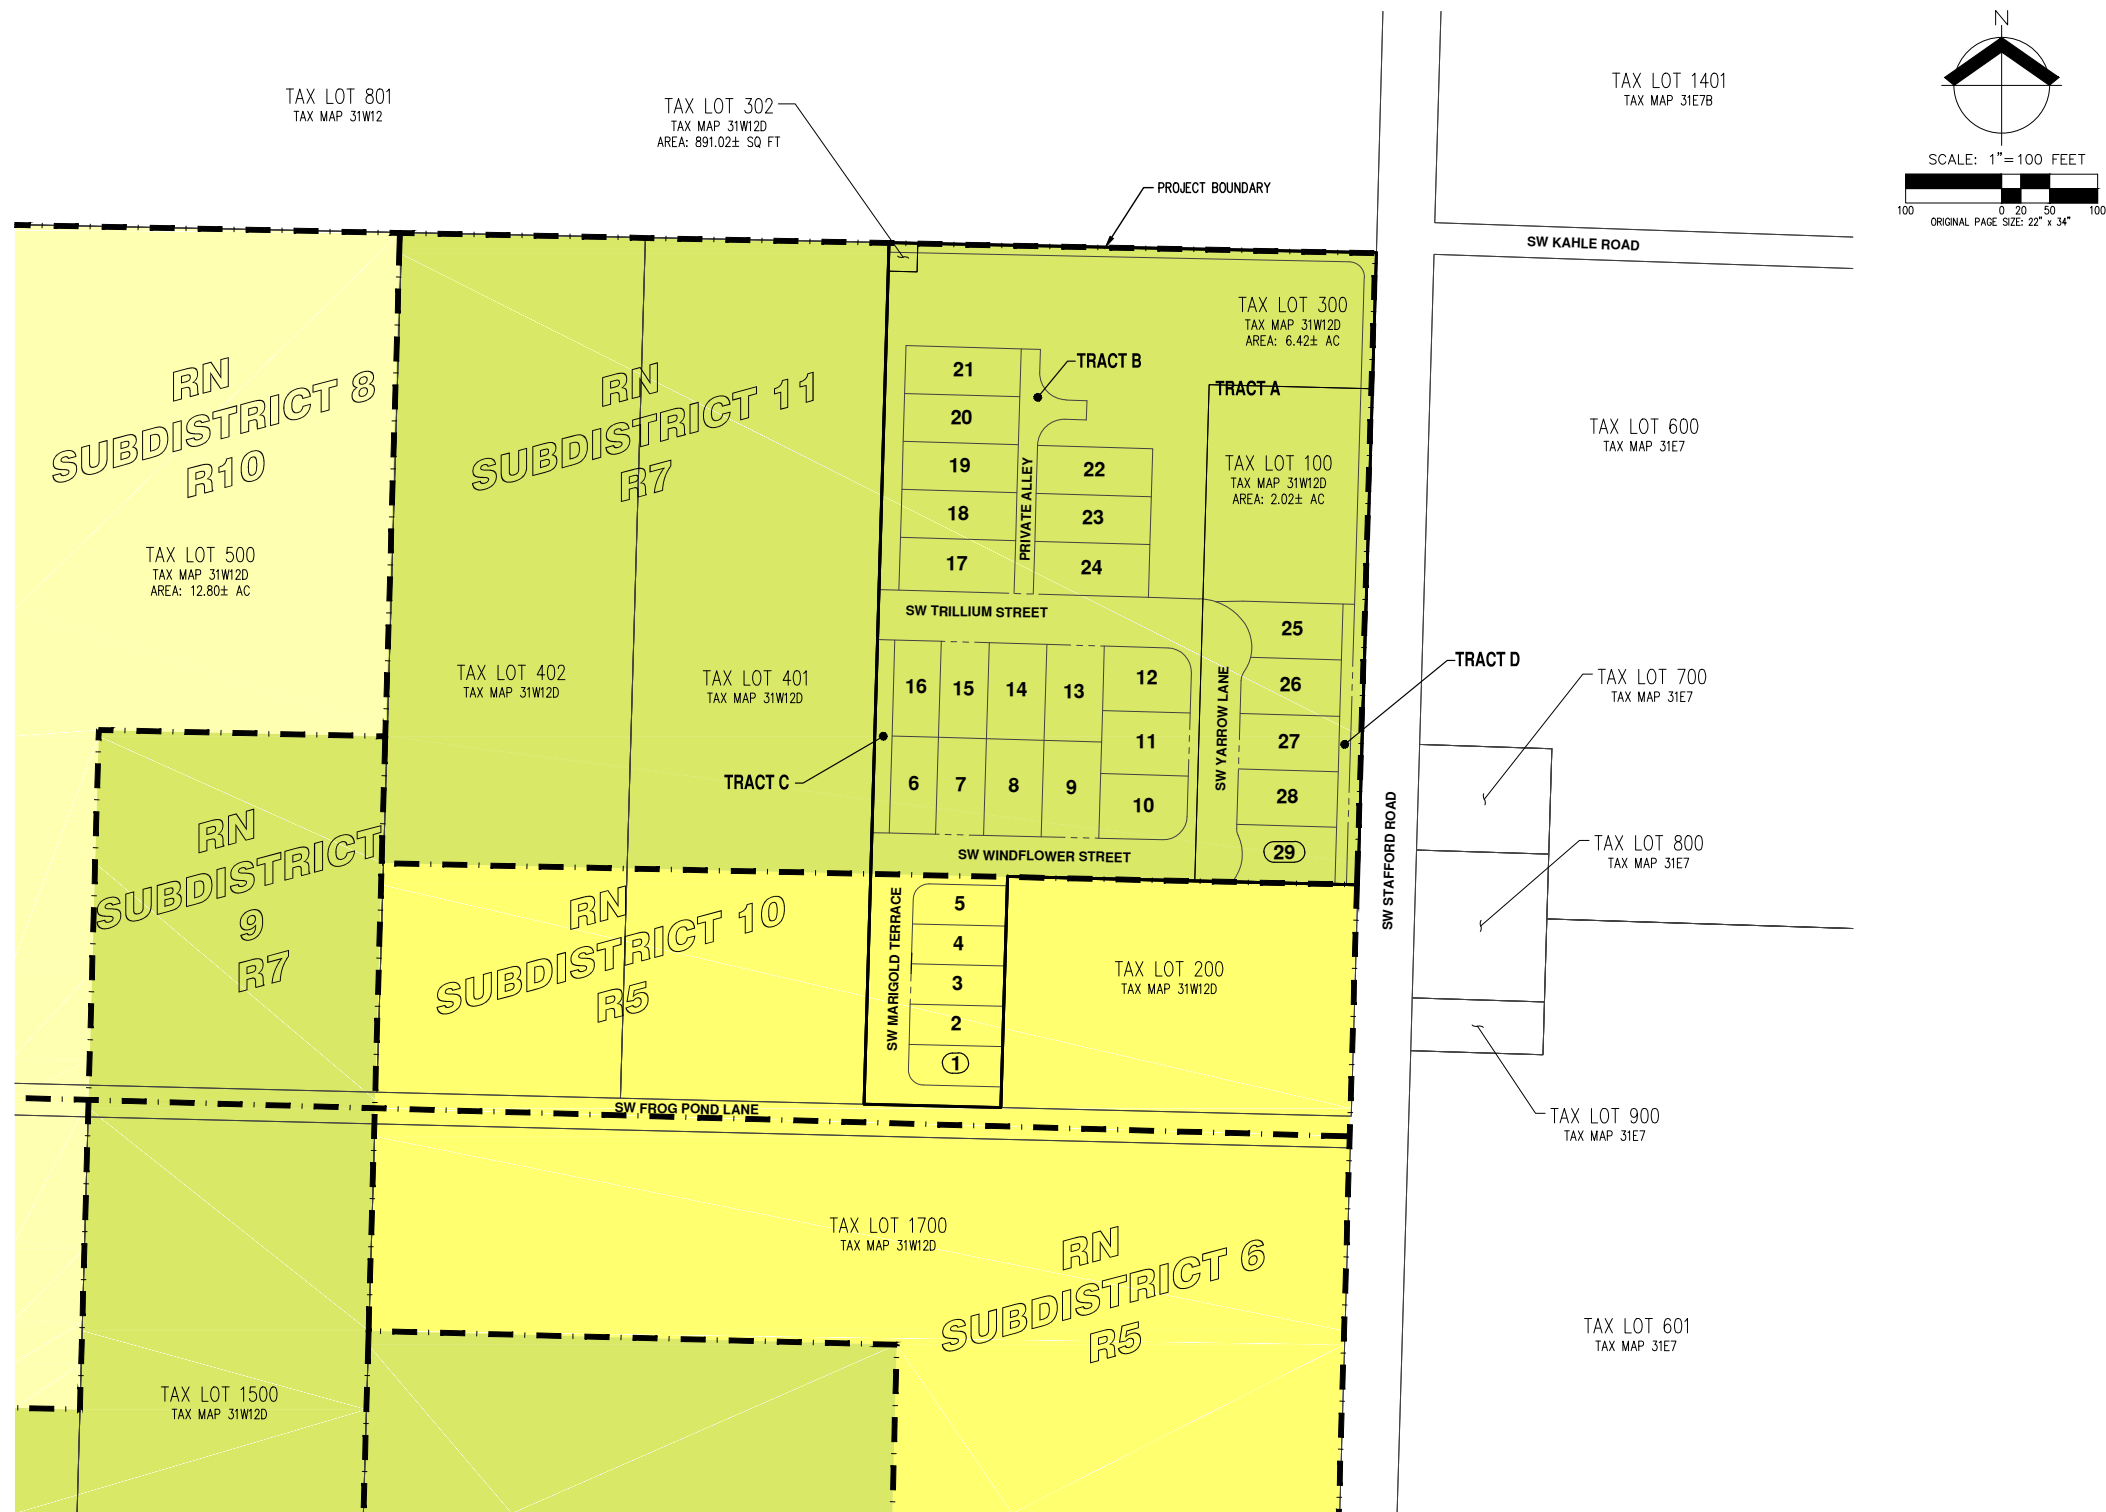 N
SCALE: 1"=100 FEET
100 0 20 50 100
ORIGINAL PAGE SIZE: 22" x 34"
TAX LOT 801
TAX MAP 31W12
TAX LOT 302
TAX MAP 31W12D
AREA: 891.02± SQ FT
TAX LOT 1401
TAX MAP 31E7B
PROJECT BOUNDARY
SW KAHLE ROAD
TAX LOT 300
TAX MAP 31W12D
AREA: 6.42± AC
RN
SUBDISTRICT 8
R10
RN
SUBDISTRICT 11
R7
TRACT B
TRACT A
21
20
19
18
17
PRIVATE ALLEY
22
23
24
TAX LOT 100
TAX MAP 31W12D
AREA: 2.02± AC
TAX LOT 600
TAX MAP 31E7
TAX LOT 500
TAX MAP 31W12D
AREA: 12.80± AC
SW TRILLIUM STREET
TAX LOT 402
TAX MAP 31W12D
TAX LOT 401
TAX MAP 31W12D
16
15
14
13
12
11
10
6
7
8
9
SW YARROW LANE
25
26
27
28
29
TRACT D
TRACT C
TAX LOT 700
TAX MAP 31E7
TAX LOT 800
TAX MAP 31E7
SW STAFFORD ROAD
SW WINDFLOWER STREET
RN
SUBDISTRICT
9
R7
RN
SUBDISTRICT 10
R5
SW MARIGOLD TERRACE
5
4
3
2
1
TAX LOT 200
TAX MAP 31W12D
SW FROG POND LANE
TAX LOT 900
TAX MAP 31E7
TAX LOT 1700
TAX MAP 31W12D
RN
SUBDISTRICT 6
R5
TAX LOT 601
TAX MAP 31E7
TAX LOT 1500
TAX MAP 31W12D